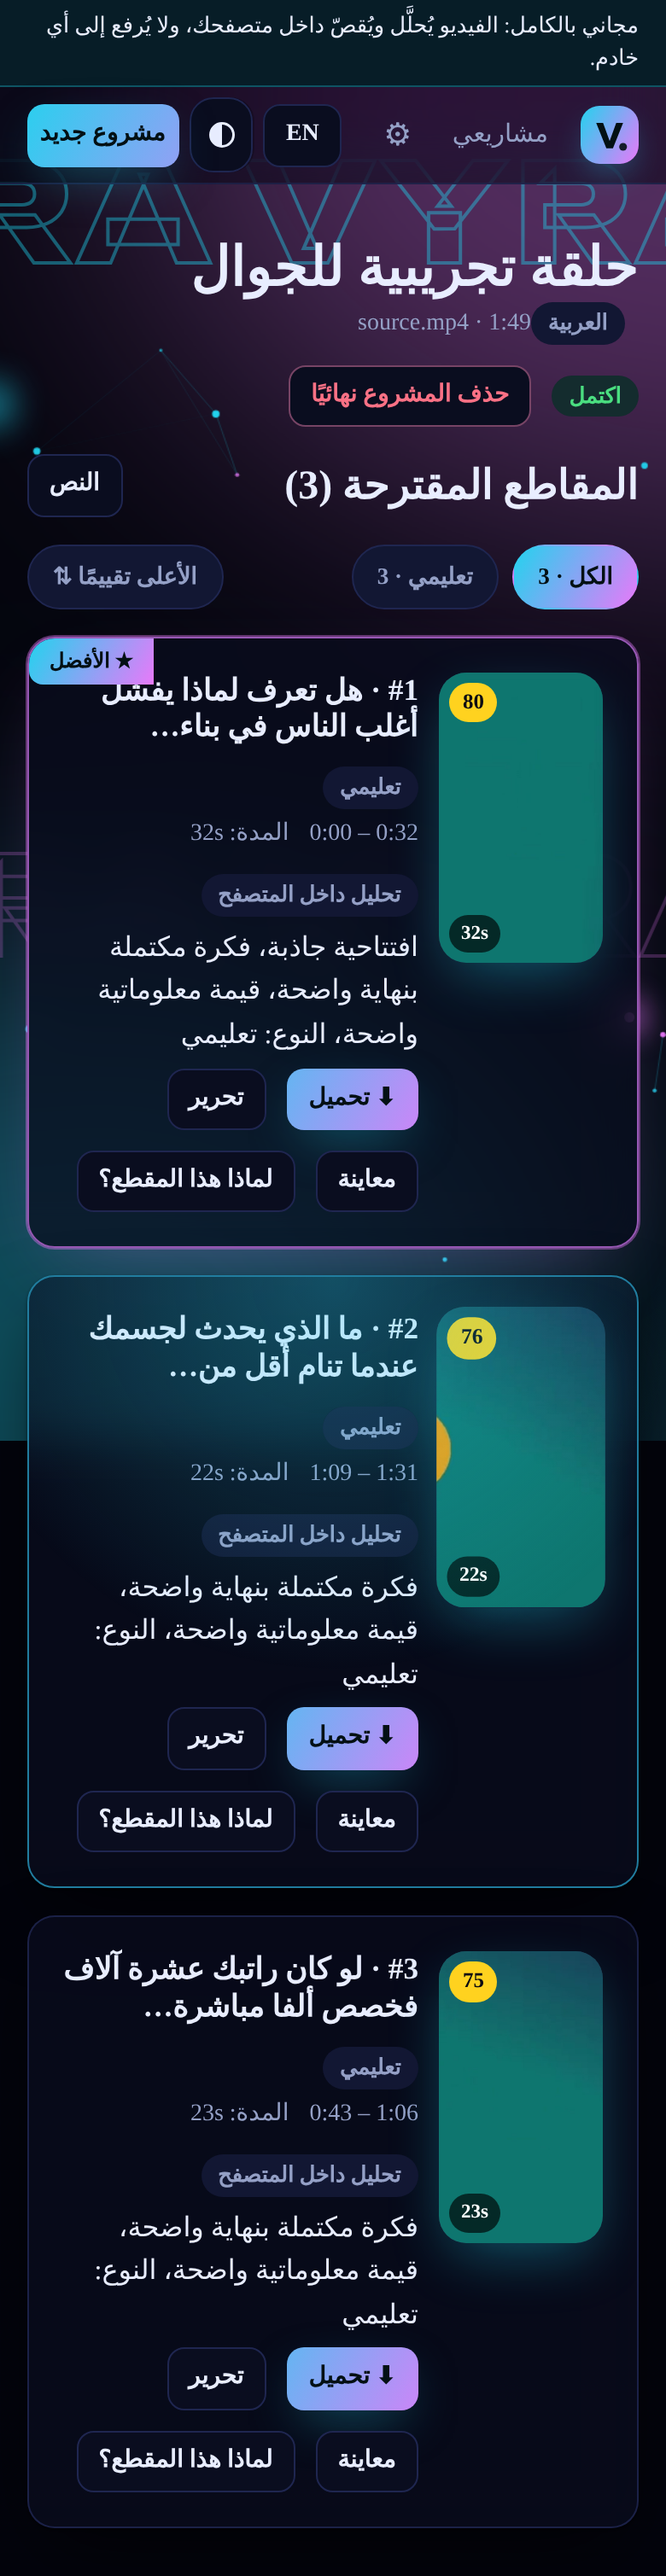 مجاني بالكامل: الفيديو يُحلَّل ويُقصّ داخل متصفحك، ولا يُرفع إلى أي
خادم.
V.
مشاريعي
⚙
EN
◐
مشروع جديد
RAVYRA
حلقة تجريبية للجوال
العربية
source.mp4 · 1:49
اكتمل
حذف المشروع نهائيًا
المقاطع المقترحة (3)
النص
الكل · 3
تعليمي · 3
الأعلى تقييمًا ⇅
★ الأفضل
80
32s
#1 · هل تعرف لماذا يفشل
أغلب الناس في بناء…
تعليمي
0:00 – 0:32 المدة: 32s
تحليل داخل المتصفح
افتتاحية جاذبة، فكرة مكتملة
بنهاية واضحة، قيمة معلوماتية
واضحة، النوع: تعليمي
⬇ تحميل
تحرير
معاينة
لماذا هذا المقطع؟
76
22s
#2 · ما الذي يحدث لجسمك
عندما تنام أقل من…
تعليمي
1:09 – 1:31 المدة: 22s
تحليل داخل المتصفح
فكرة مكتملة بنهاية واضحة،
قيمة معلوماتية واضحة، النوع:
تعليمي
⬇ تحميل
تحرير
معاينة
لماذا هذا المقطع؟
75
23s
#3 · لو كان راتبك عشرة آلاف
فخصص ألفا مباشرة…
تعليمي
0:43 – 1:06 المدة: 23s
تحليل داخل المتصفح
فكرة مكتملة بنهاية واضحة،
قيمة معلوماتية واضحة، النوع:
تعليمي
⬇ تحميل
تحرير
معاينة
لماذا هذا المقطع؟